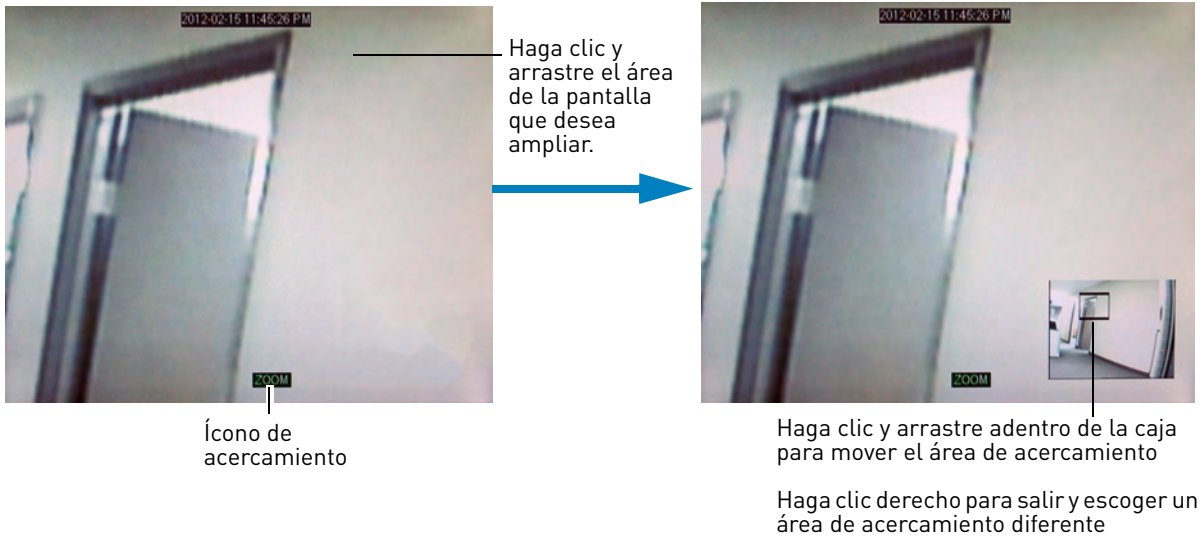 2012-02-15 11:45:26 PM
Haga clic y
arrastre el área
de la pantalla
que desea
ampliar.
ZOOM
Ícono de
acercamiento
2012-02-15 11:45:26 PM
ZOOM
Haga clic y arrastre adentro de la caja
para mover el área de acercamiento
Haga clic derecho para salir y escoger un
área de acercamiento diferente